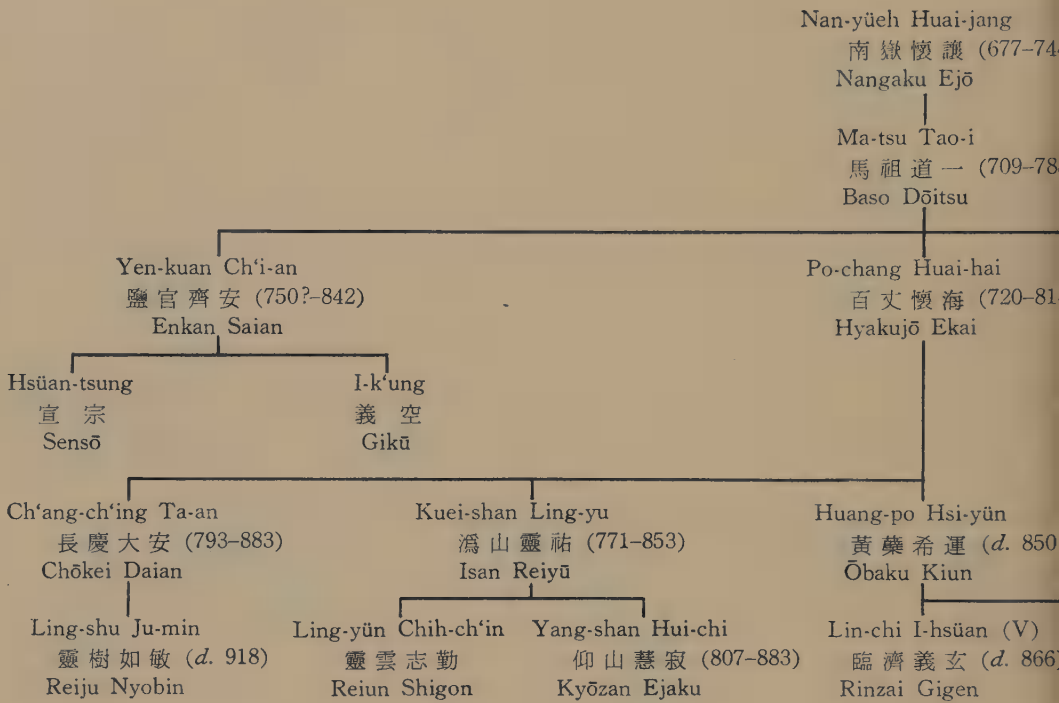 Nan-yüeh Huai-jang
南嶽懷讓 (677–74
Nangaku Ejō
Ma-tsu Tao-i
馬祖道一 (709–78
Baso Dōitsu
Yen-kuan Ch‘i-an
鹽官齊安 (750?–842)
Enkan Saian
Po-chang Huai-hai
百丈懷海 (720–81
Hyakujō Ekai
Hsüan-tsung
宣宗
Sensō
I-k‘ung
義空
Gikū
Ch‘ang-ch‘ing Ta-an
長慶大安 (793–883)
Chōkei Daian
Kuei-shan Ling-yu
潙山靈祐 (771–853)
Isan Reiyū
Huang-po Hsi-yün
黃蘗希運 (d. 850
Ōbaku Kiun
Ling-shu Ju-min
靈樹如敏 (d. 918)
Reiju Nyobin
Ling-yün Chih-ch‘in
靈雲志勤
Reiun Shigon
Yang-shan Hui-chi
仰山慧寂 (807–883)
Kyōzan Ejaku
Lin-chi I-hsüan (V)
臨濟義玄 (d. 866)
Rinzai Gigen